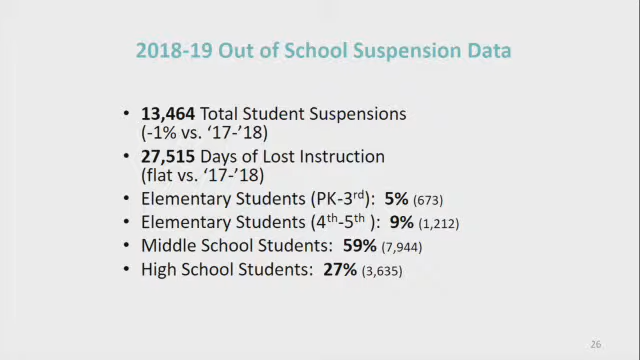 2018-19 Out of School Suspension Data
• 13,464 Total Student Suspensions
(-1% vs. ‘17-’18)
• 27,515 Days of Lost Instruction
(flat vs. ‘17-’18)
• Elementary Students (PK-3rd): 5% (673)
• Elementary Students (4th-5th ): 9% (1,212)
• Middle School Students: 59% (7,944)
• High School Students: 27% (3,635)
26